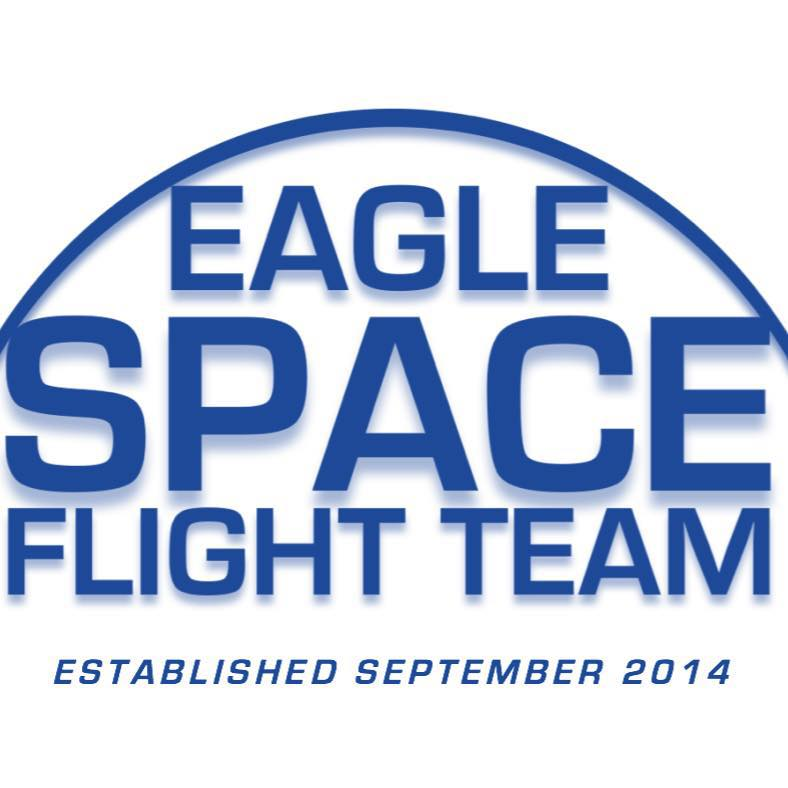 EAGLE
SPACE
FLIGHT TEAM
ESTABLISHED SEPTEMBER 2014